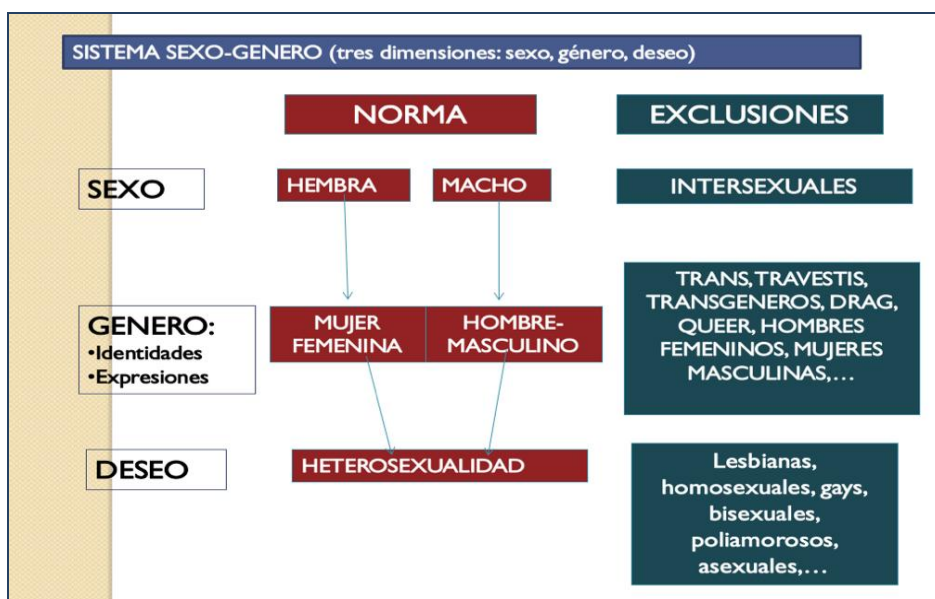 SISTEMA SEXO-GENERO (tres dimensiones: sexo, género, deseo)
NORMA
EXCLUSIONES
SEXO
HEMBRA
MACHO
INTERSEXUALES
GENERO:
•Identidades
•Expresiones
MUJER
FEMENINA
HOMBRE-
MASCULINO
TRANS, TRAVESTIS,
TRANSGENEROS, DRAG,
QUEER, HOMBRES
FEMENINOS, MUJERES
MASCULINAS,...
DESEO
HETEROSEXUALIDAD
Lesbianas,
homosexuales, gays,
bisexuales,
poliamorosos,
asexuales,...